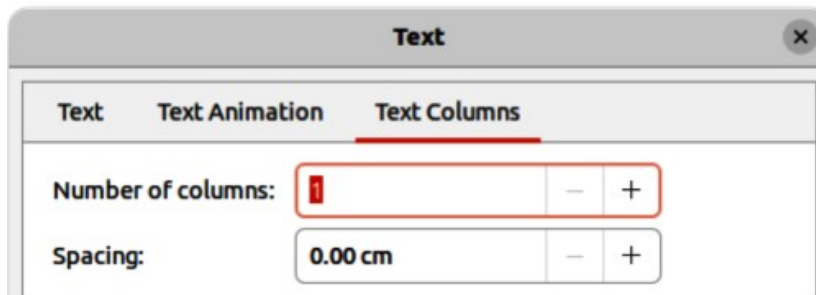 Text
Text Text Animation Text Columns
Number of columns: 1 − +
Spacing: 0.00 cm − +